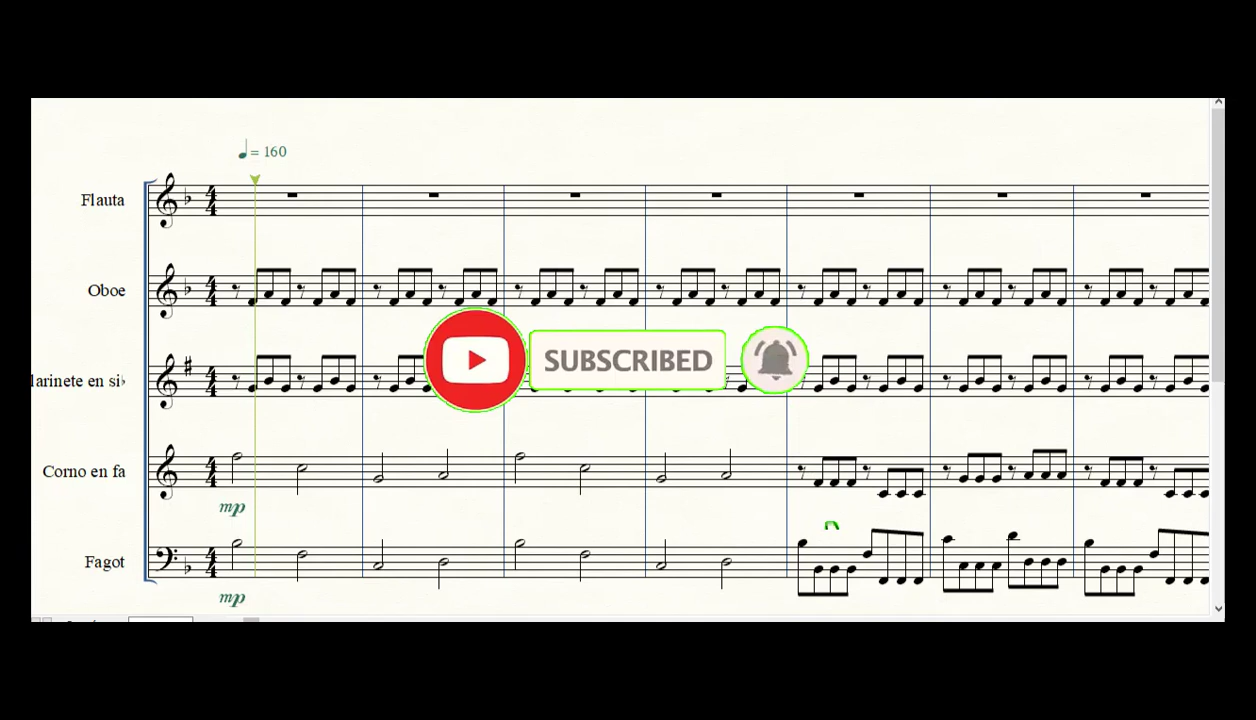 = 160
Flauta
Oboe
larinete en si♭
SUBSCRIBED
Corno en fa
mp
Fagot
mp